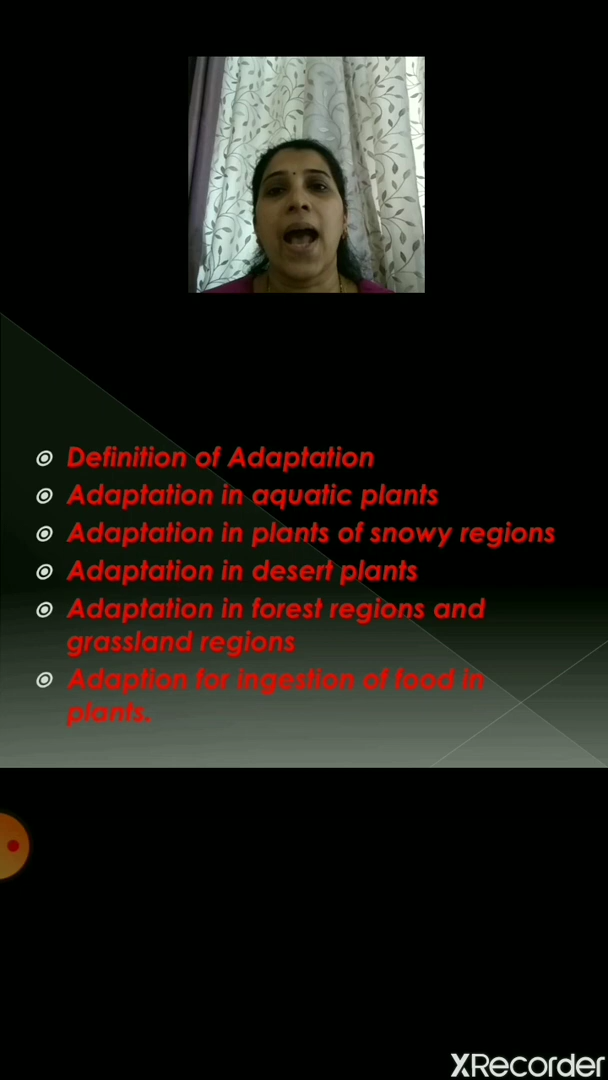 Definition of Adaptation
Adaptation in aquatic plants
Adaptation in plants of snowy regions
Adaptation in desert plants
Adaptation in forest regions and
grassland regions
Adaption for ingestion of food in
plants.
XRecorder